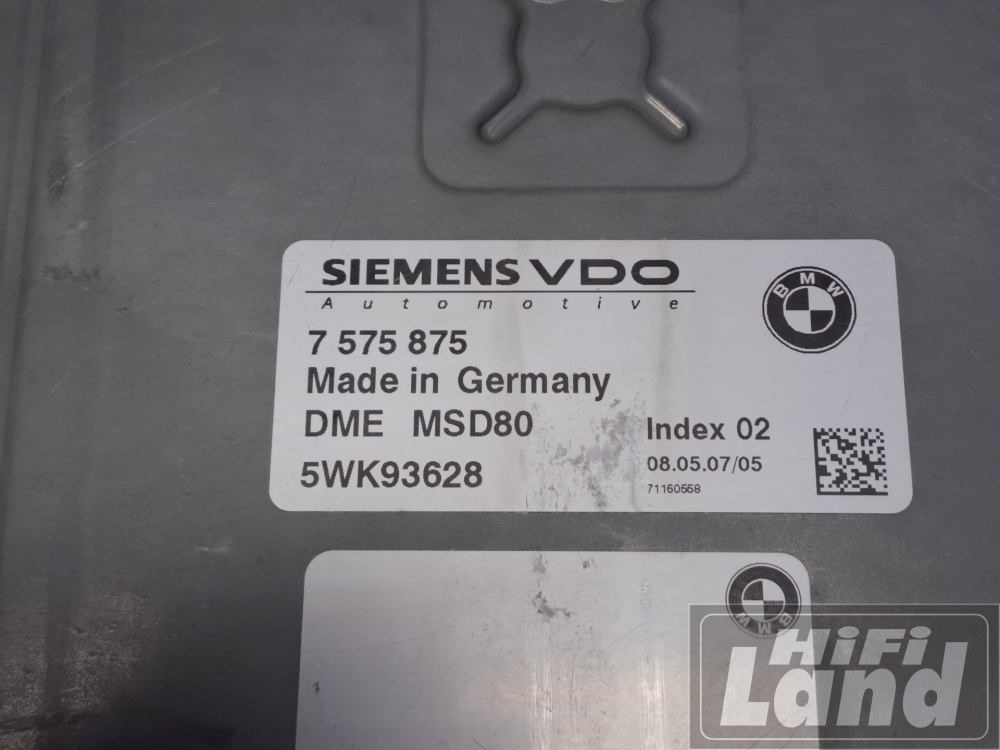 SIEMENS VDO
Automotive
BMW
7 575 875
Made in Germany
DME MSD80
Index 02
5WK93628
08.05.07/05
71160558
BMW
HiFi
Land